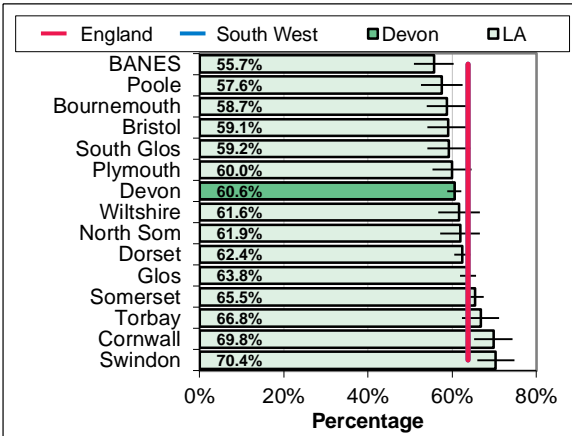 England South West Devon LA
BANES 55.7%
Poole 57.6%
Bournemouth 58.7%
Bristol 59.1%
South Glos 59.2%
Plymouth 60.0%
Devon 60.6%
Wiltshire 61.6%
North Som 61.9%
Dorset 62.4%
Glos 63.8%
Somerset 65.5%
Torbay 66.8%
Cornwall 69.8%
Swindon 70.4%
0% 20% 40% 60% 80%
Percentage